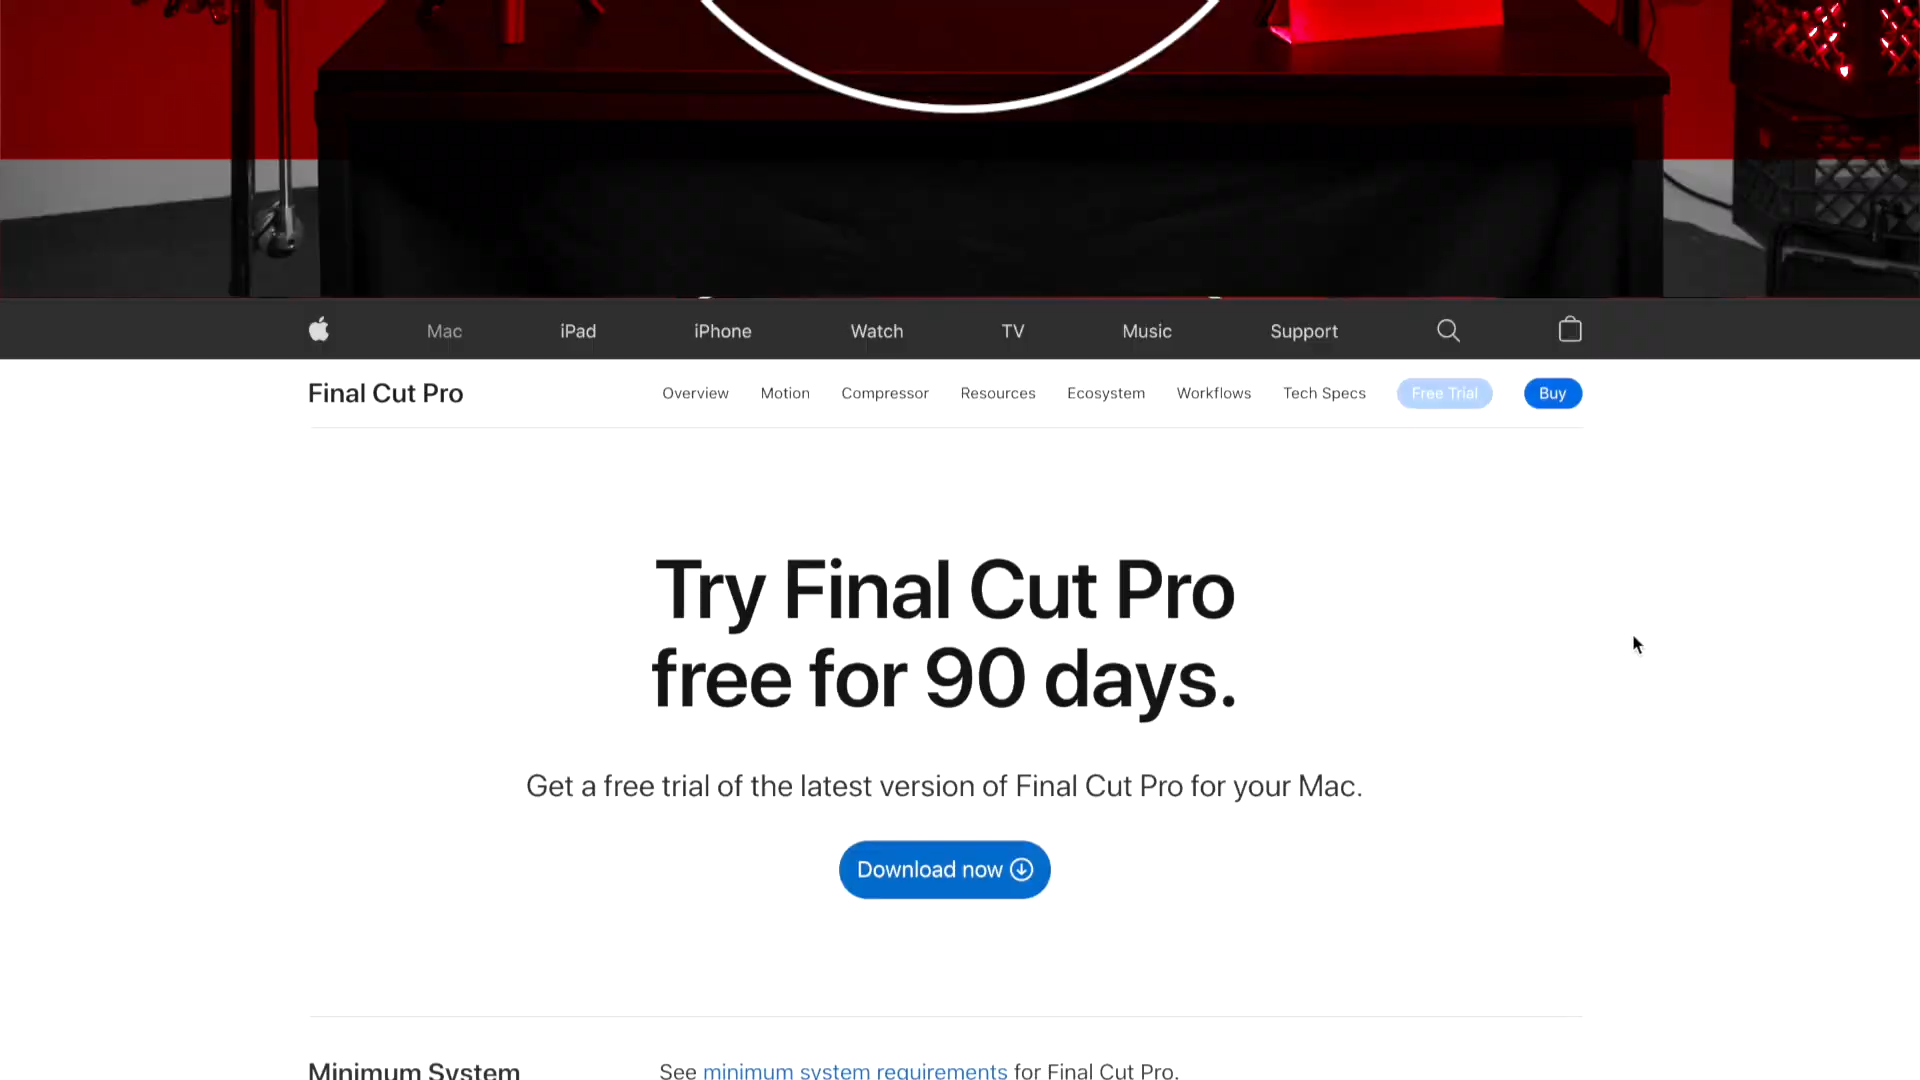 Mac iPad iPhone Watch TV Music Support
Final Cut Pro Overview Motion Compressor Resources Ecosystem Workflows Tech Specs Free Trial Buy
Try Final Cut Pro
free for 90 days.
Get a free trial of the latest version of Final Cut Pro for your Mac.
Download now
Minimum System See minimum system requirements for Final Cut Pro.